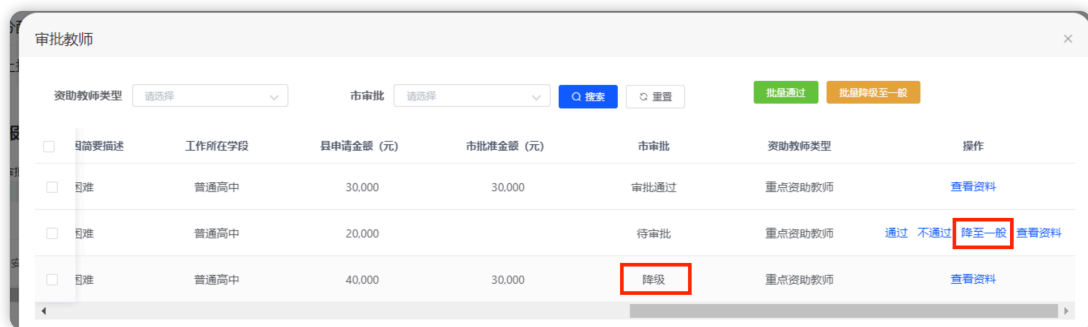 审批教师
资助教师类型 请选择 市审批 请选择 搜索 重置 批量通过 批量降级至一般
困简要描述 工作所在学段 县申请金额（元） 市批准金额（元） 市审批 资助教师类型 操作
困难 普通高中 30,000 30,000 审批通过 重点资助教师 查看资料
困难 普通高中 20,000 待审批 重点资助教师 通过 不通过 降至一般 查看资料
困难 普通高中 40,000 30,000 降级 重点资助教师 查看资料